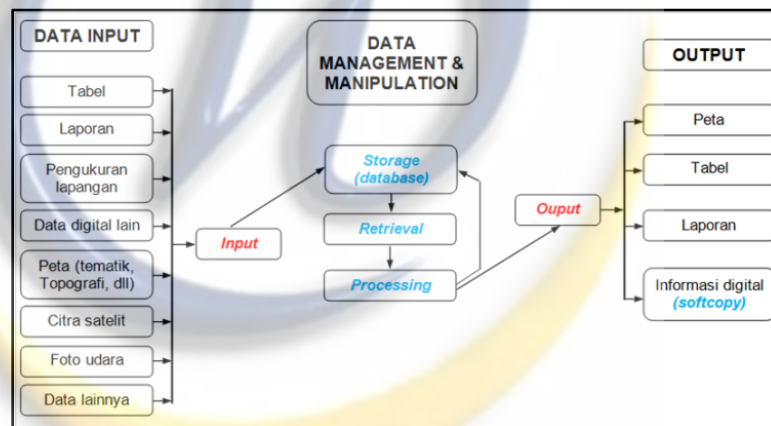 DATA INPUT
Tabel
Laporan
Pengukuran
lapangan
Data digital lain
Peta (tematik,
Topografi, dll)
Citra satelit
Foto udara
Data lainnya
Input
DATA
MANAGEMENT &
MANIPULATION
Storage
(database)
Retrieval
Processing
OUTPUT
Ouput
Peta
Tabel
Laporan
Informasi digital
(softcopy)